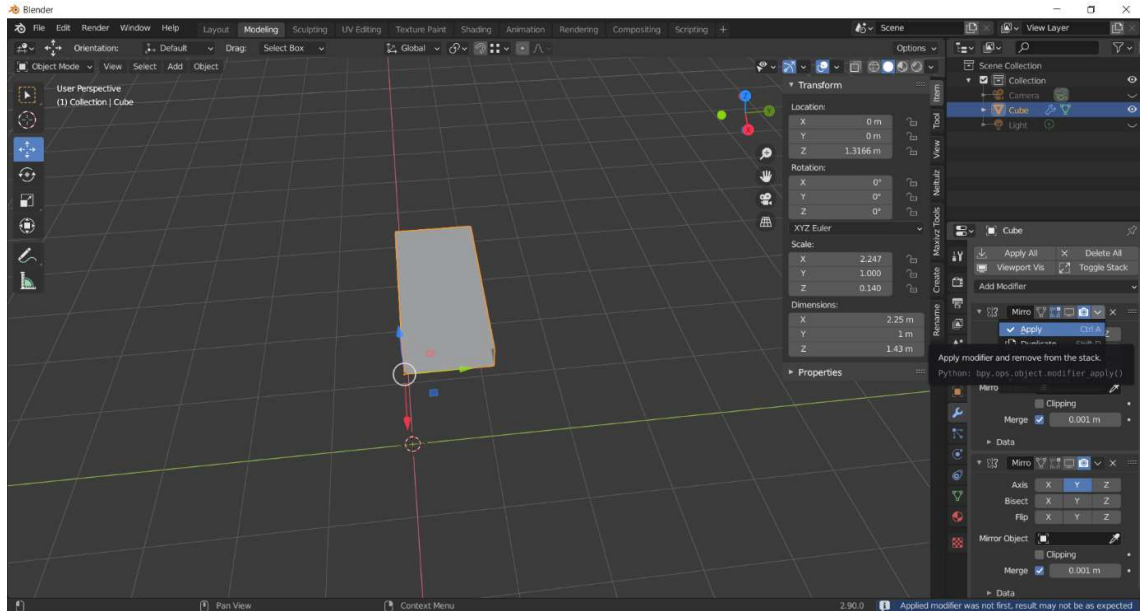 Blender
File Edit Render Window Help Layout Modeling Sculpting UV Editing Texture Paint Shading Animation Rendering Compositing Scripting + Scene View Layer
Orientation: Default Drag: Select Box Global Options
Object Mode View Select Add Object
User Perspective
(1) Collection | Cube
Transform
Location:
X 0 m
Y 0 m
Z 1.3166 m
Rotation:
X 0°
Y 0°
Z 0°
XYZ Euler
Scale:
X 2.247
Y 1.000
Z 0.140
Dimensions:
X 2.25 m
Y 1 m
Z 1.43 m
Properties
Item
Tool
View
Neltulz
Maxivz Tools
Create
Rename
Scene Collection
Collection
Camera
Cube
Light
Cube
Apply All Delete All
Viewport Vis Toggle Stack
Add Modifier
Mirro
Apply Ctrl A
Duplicate Shift D
Apply modifier and remove from the stack.
Python: bpy.ops.object.modifier_apply()
Mirro
Clipping
Merge 0.001 m
Data
Mirro
Axis X Y Z
Bisect X Y Z
Flip X Y Z
Mirror Object
Clipping
Merge 0.001 m
Data
Pan View Context Menu 2.90.0 Applied modifier was not first, result may not be as expected